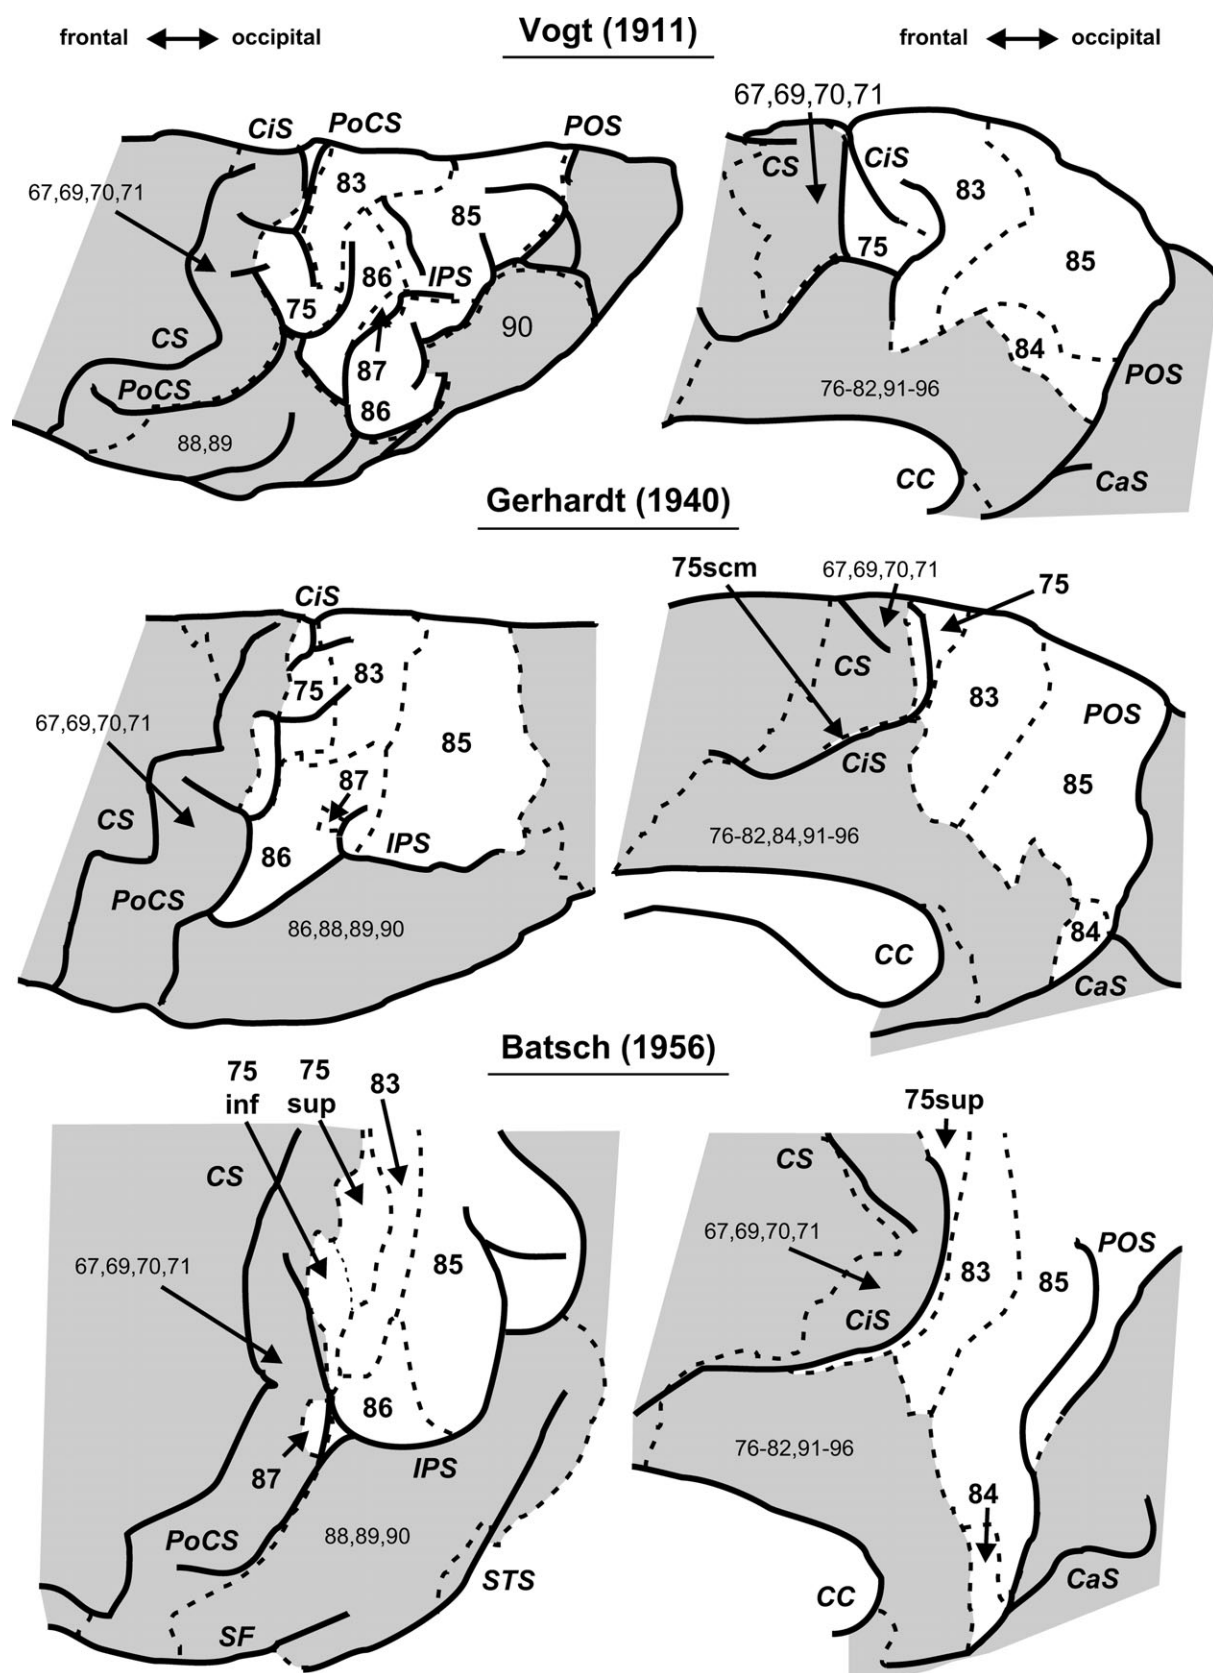 Vogt (1911)
frontal occipital
frontal occipital
CiS PoCS POS
67,69,70,71
83
85
86
IPS
75
90
CS
87
PoCS
86
88,89
67,69,70,71
CS
CiS
83
75
85
84
POS
76-82,91-96
CC
CaS
Gerhardt (1940)
CiS
75
83
67,69,70,71
85
87
CS
86
IPS
PoCS
86,88,89,90
75scm
67,69,70,71
75
CS
83
POS
CiS
85
76-82,84,91-96
84
CC
CaS
Batsch (1956)
75
inf
75
sup
83
CS
67,69,70,71
85
86
IPS
87
PoCS
88,89,90
STS
SF
75sup
CS
67,69,70,71
POS
83
85
CiS
76-82,91-96
84
CaS
CC